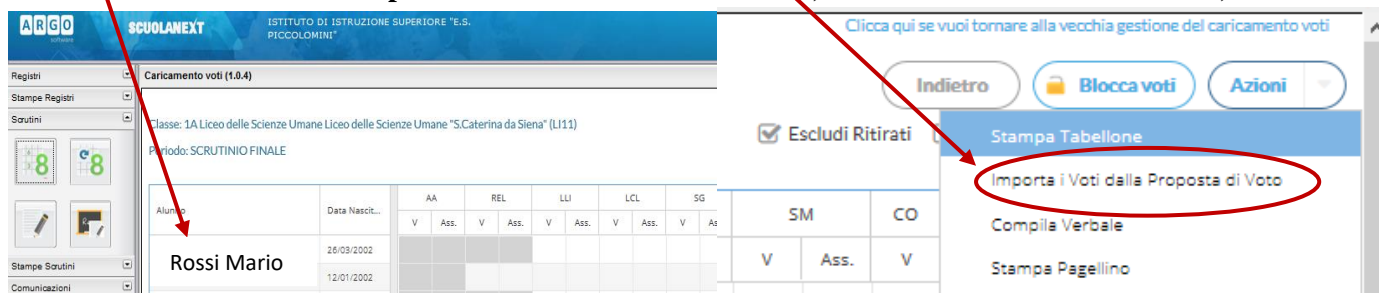 ARGO
software
SCUOLANEXT
ISTITUTO DI ISTRUZIONE SUPERIORE "E.S.
PICCOLOMINI"
Registri
Stampe Registri
Scrutini
8 8
Stampe Scrutini
Comunicazioni
Caricamento voti (1.0.4)
Classe: 1A Liceo delle Scienze Umane Liceo delle Scienze Umane "S.Caterina da Siena" (LI11)
Periodo: SCRUTINIO FINALE
Alunno Data Nascit... AA REL LLI LCL SG
V Ass. V Ass. V Ass. V Ass. V As
Rossi Mario
26/03/2002
12/01/2002
Clicca qui se vuoi tornare alla vecchia gestione del caricamento voti
Indietro Blocca voti Azioni
Escludi Ritirati
Stampa Tabellone
Importa i Voti dalla Proposta di Voto
Compila Verbale
Stampa Pagellino
SM CO
V Ass. V